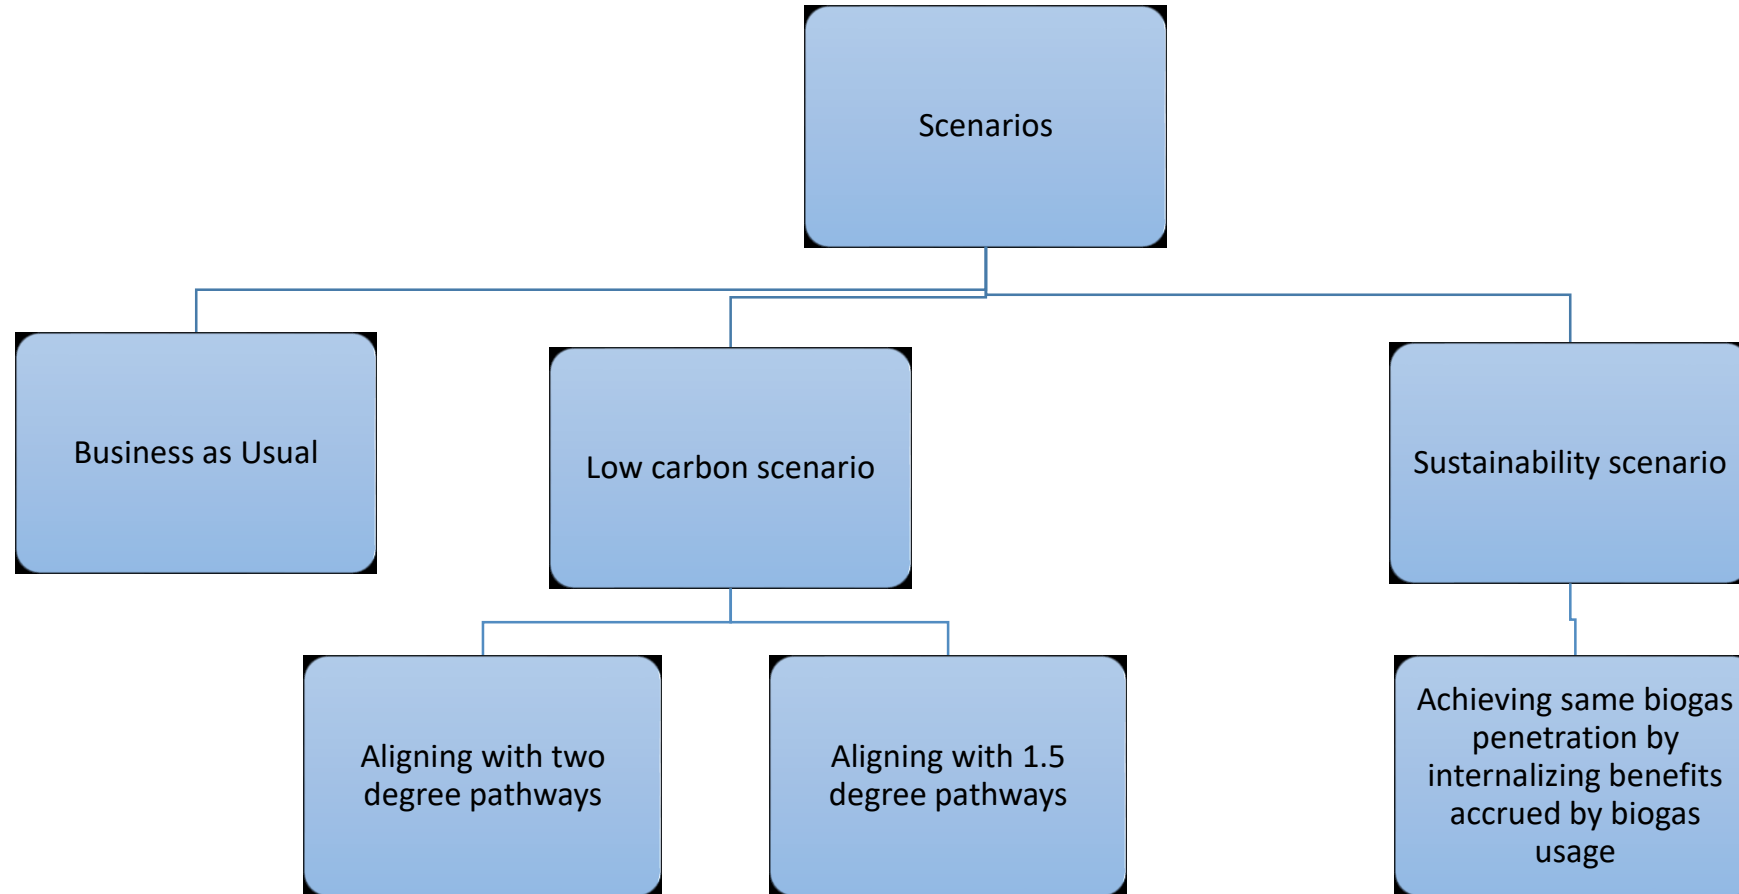 Scenarios
Business as Usual
Low carbon scenario
Sustainability scenario
Aligning with two
degree pathways
Aligning with 1.5
degree pathways
Achieving same biogas
penetration by
internalizing benefits
accrued by biogas
usage